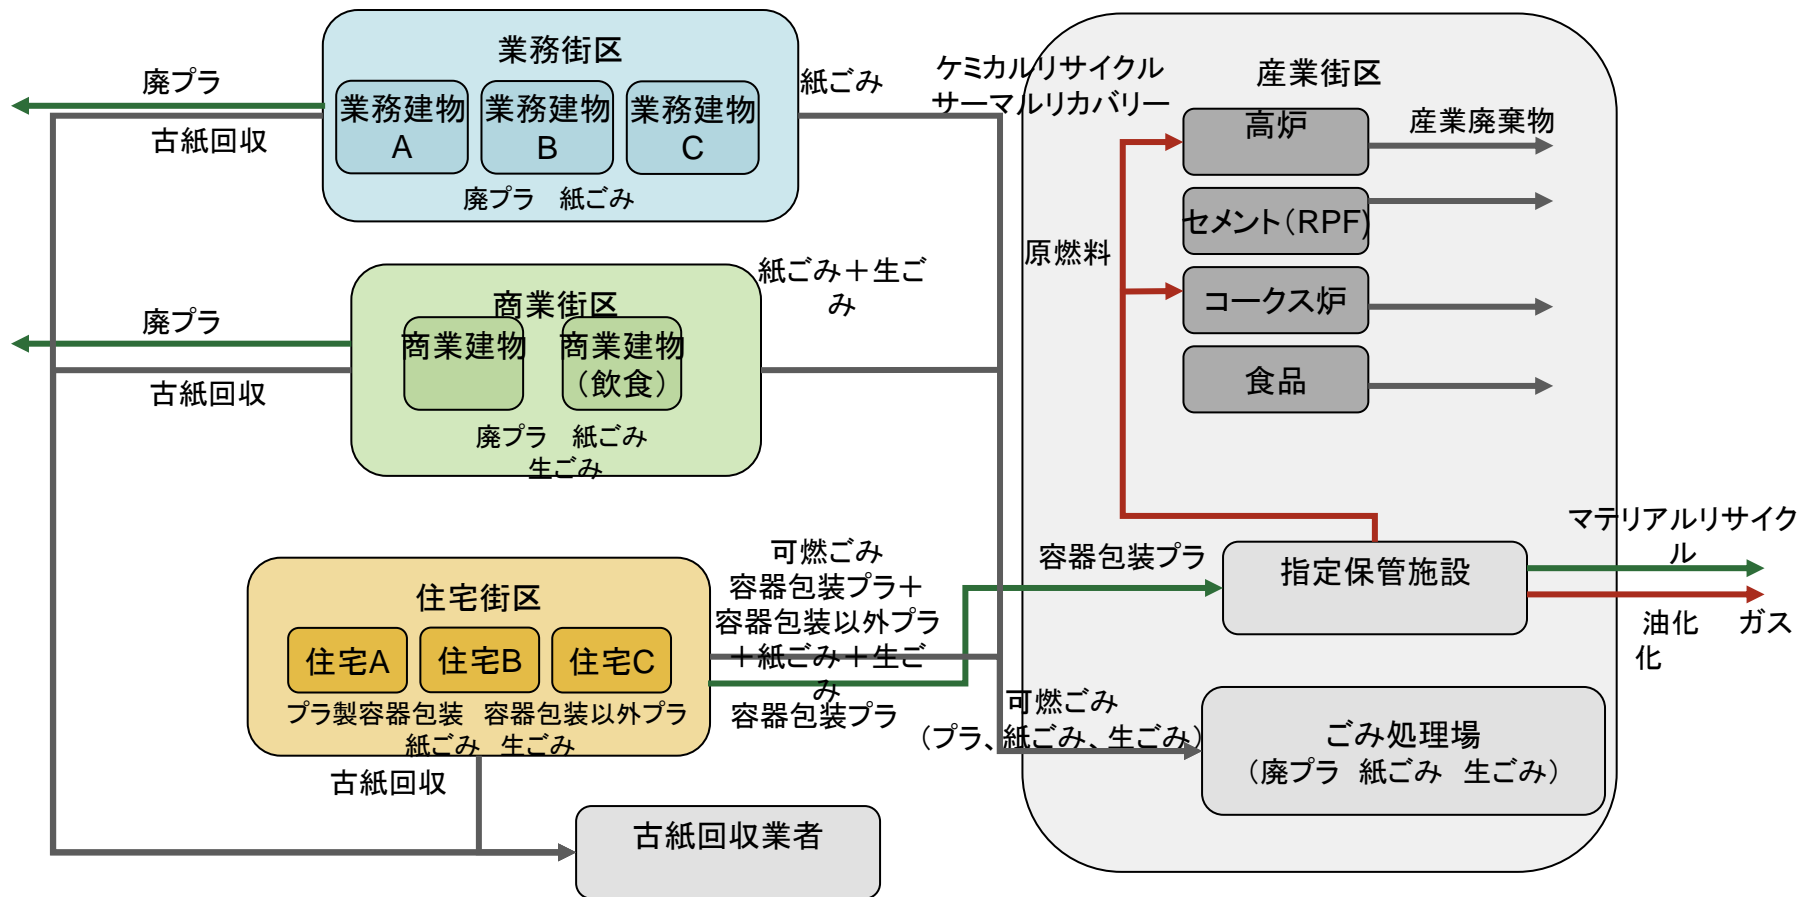 業務街区
業務建物
A
業務建物
B
業務建物
C
廃プラ　紙ごみ
廃プラ
古紙回収
紙ごみ
商業街区
商業建物
商業建物
（飲食）
廃プラ　紙ごみ
生ごみ
廃プラ
古紙回収
紙ごみ＋生ご
み
住宅街区
住宅A
住宅B
住宅C
プラ製容器包装　容器包装以外プラ
紙ごみ　生ごみ
古紙回収
可燃ごみ
容器包装プラ＋
容器包装以外プラ
＋紙ごみ＋生ご
み
容器包装プラ
古紙回収業者
ケミカルリサイクル
サーマルリカバリー
産業街区
高炉
セメント（RPF)
コークス炉
食品
産業廃棄物
原燃料
容器包装プラ
指定保管施設
マテリアルリサイク
ル
油化　ガス
化
可燃ごみ
（プラ、紙ごみ、生ごみ）
ごみ処理場
（廃プラ　紙ごみ　生ごみ）